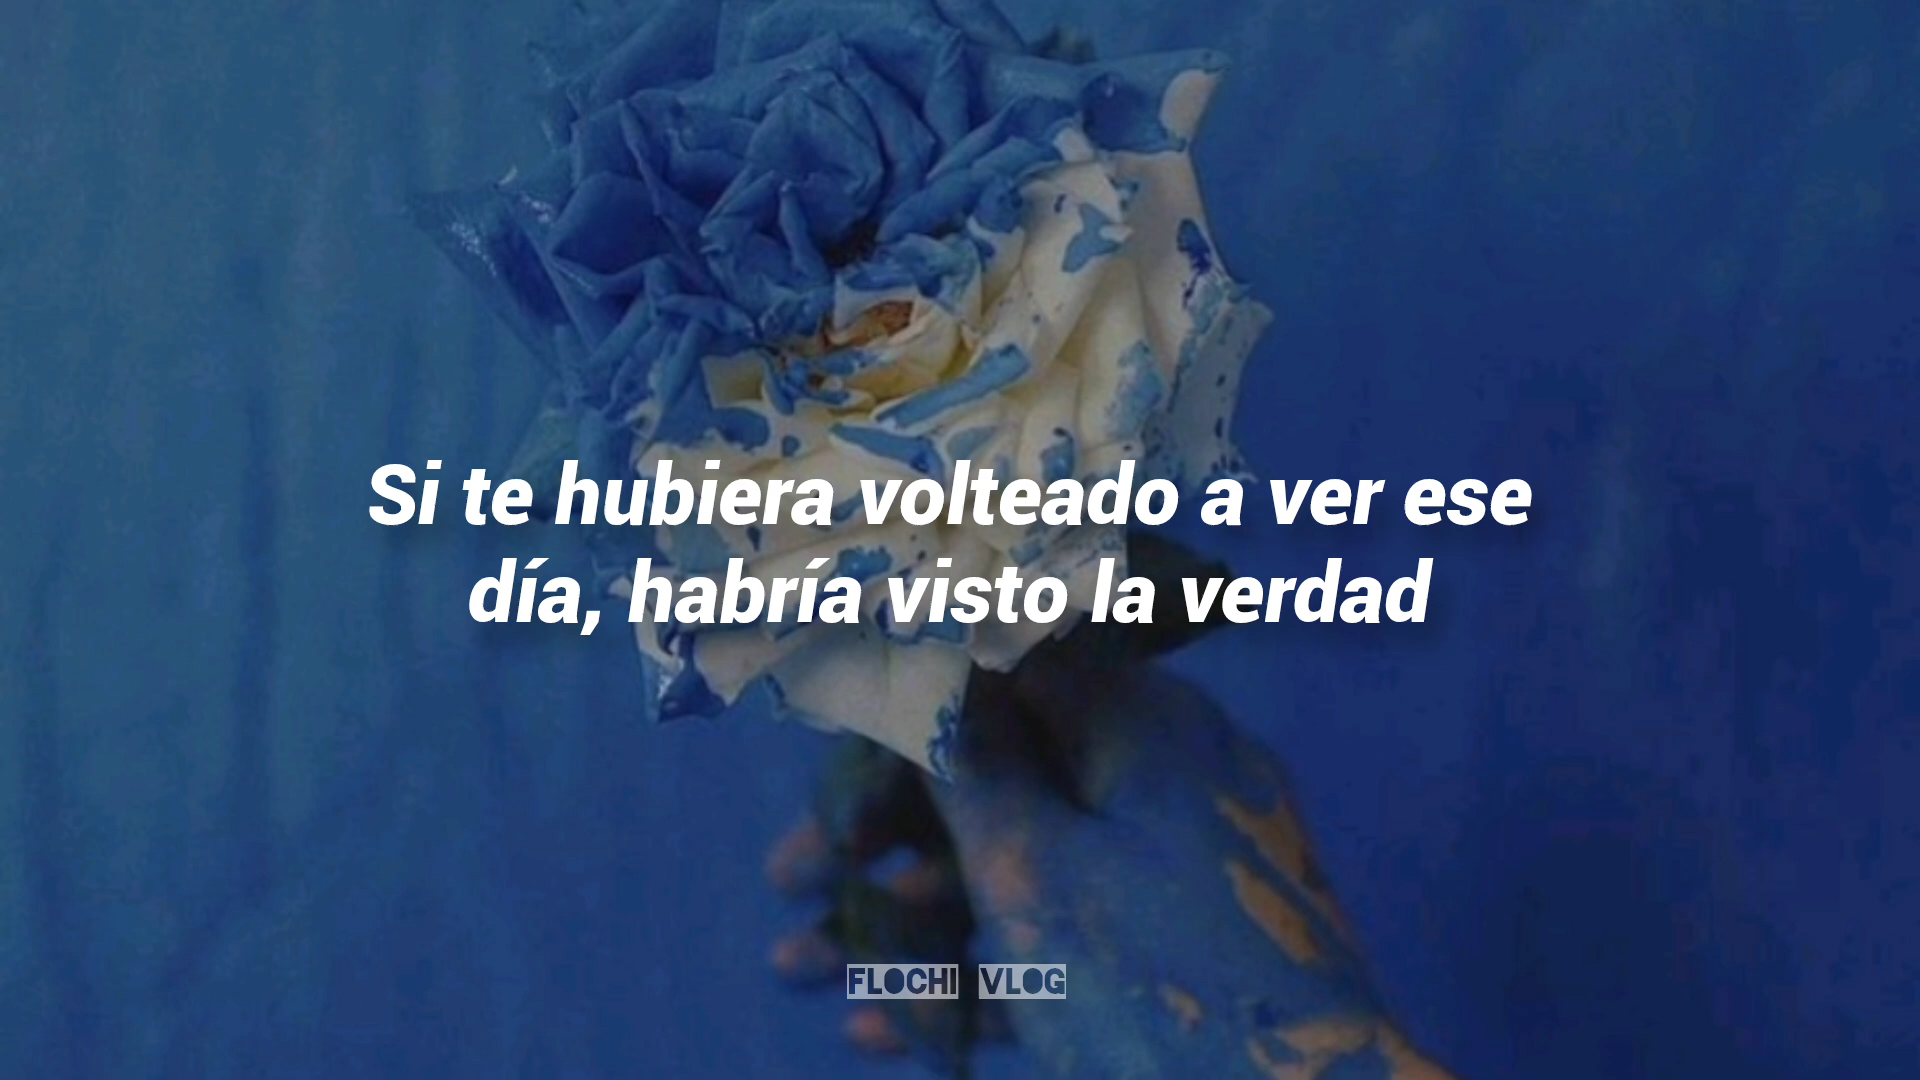 Si te hubiera volteado a ver ese
día, habría visto la verdad
FLOCHI VLOG